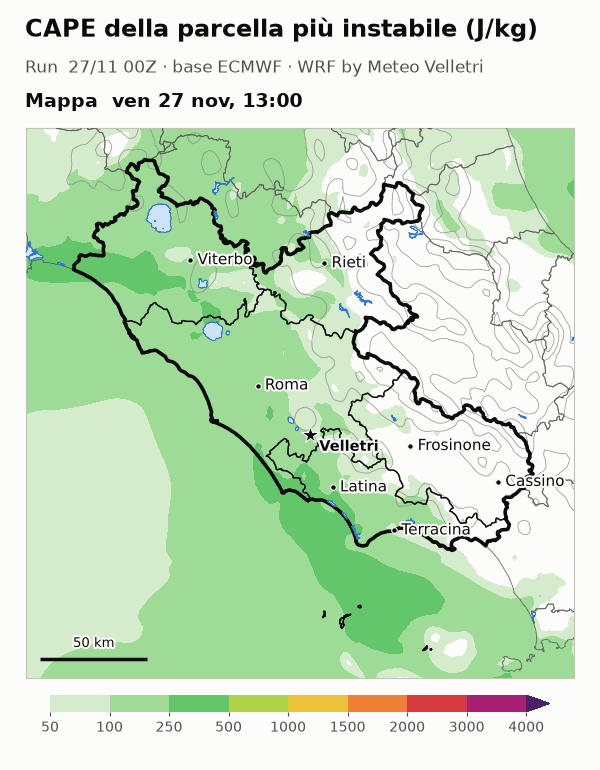 CAPE della parcella più instabile (J/kg)
Run  27/11 00Z · base ECMWF · WRF by Meteo Velletri
Mappa  ven 27 nov, 13:00
Viterbo
Rieti
Roma
Velletri
Frosinone
Latina
Cassino
Terracina
50 km
50 100 250 500 1000 1500 2000 3000 4000